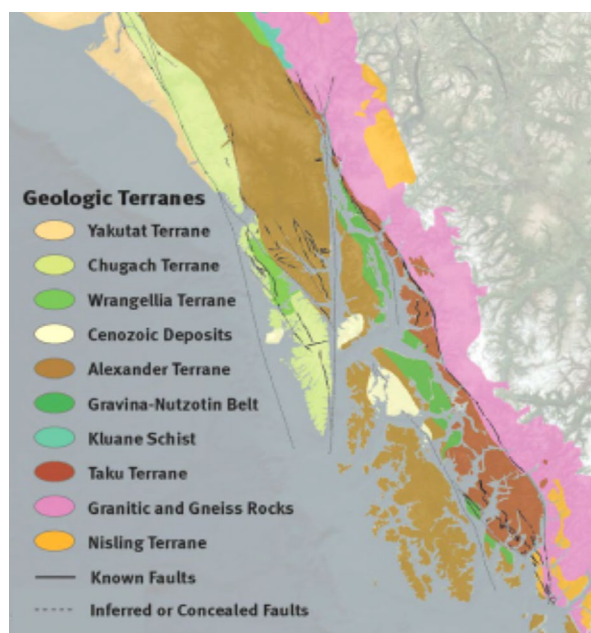 Geologic Terranes
Yakutat Terrane
Chugach Terrane
Wrangellia Terrane
Cenozoic Deposits
Alexander Terrane
Gravina-Nutzotin Belt
Kluane Schist
Taku Terrane
Granitic and Gneiss Rocks
Nisling Terrane
Known Faults
Inferred or Concealed Faults